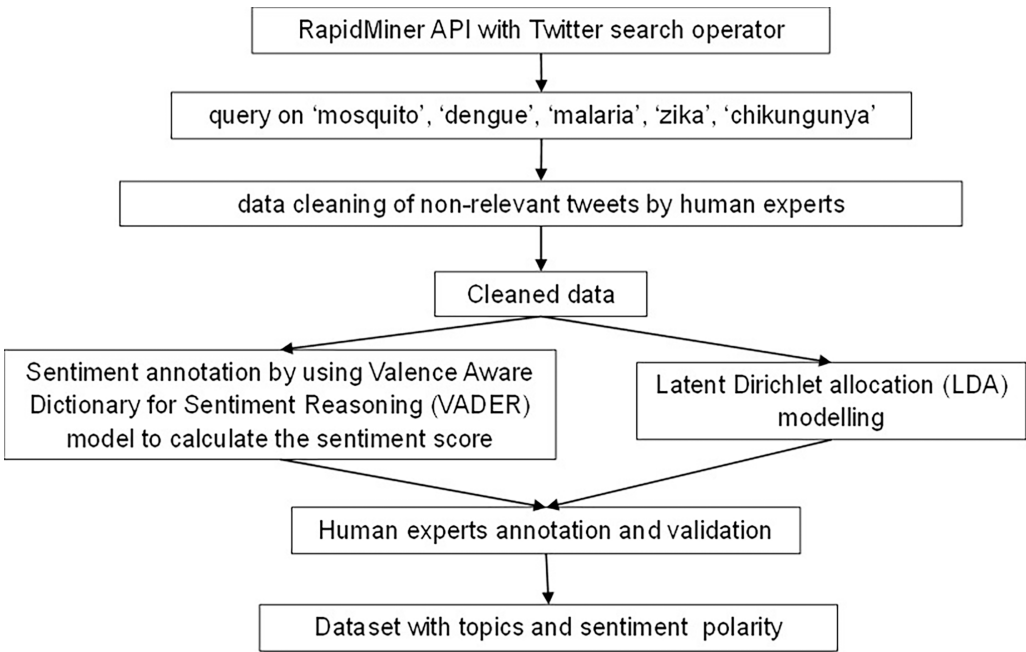 RapidMiner API with Twitter search operator
query on ‘mosquito’, ‘dengue’, ‘malaria’, ‘zika’, ‘chikungunya’
data cleaning of non-relevant tweets by human experts
Cleaned data
Sentiment annotation by using Valence Aware
Dictionary for Sentiment Reasoning (VADER)
model to calculate the sentiment score
Latent Dirichlet allocation (LDA)
modelling
Human experts annotation and validation
Dataset with topics and sentiment polarity